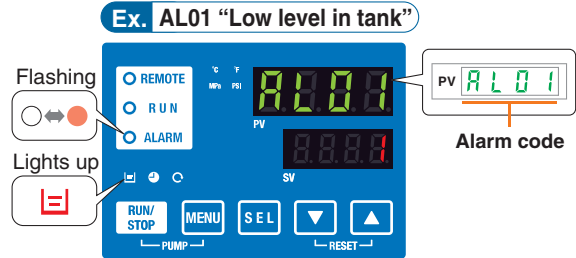 Ex. AL01 “Low level in tank”
Flashing
REMOTE
RUN
ALARM
°C °F
MPa PSI
AL01
PV
PV AL01
Alarm code
Lights up
1
SV
RUN/
STOP
MENU
SEL
PUMP
RESET